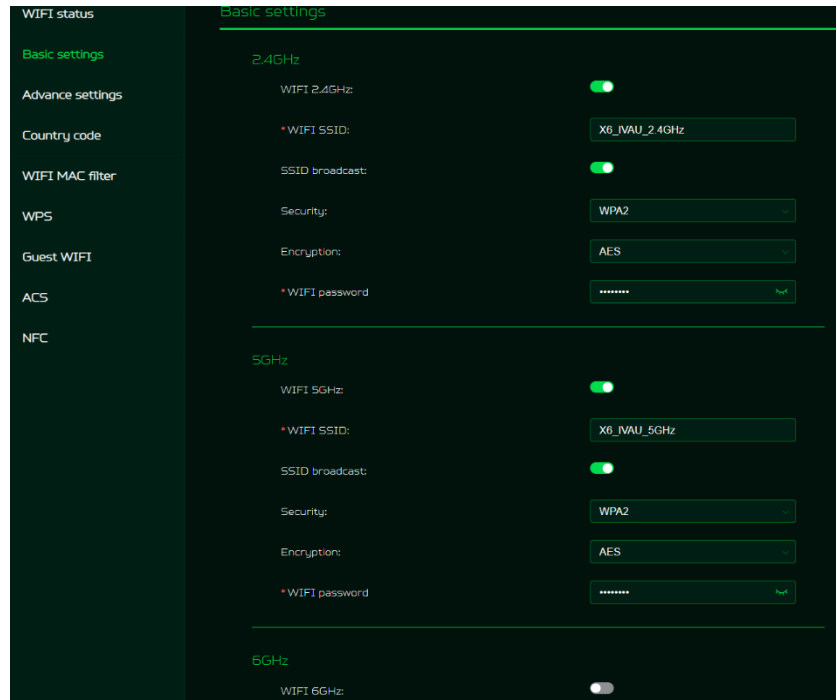 WIFI status
Basic settings
Advance settings
Country code
WIFI MAC filter
WPS
Guest WIFI
ACS
NFC
Basic settings
2.4GHz
WIFI 2.4GHz:
*WIFI SSID: X6_IVAU_2.4GHz
SSID broadcast:
Security: WPA2
Encryption: AES
*WIFI password ••••••••
5GHz
WIFI 5GHz:
*WIFI SSID: X6_IVAU_5GHz
SSID broadcast:
Security: WPA2
Encryption: AES
*WIFI password ••••••••
6GHz
WIFI 6GHz: